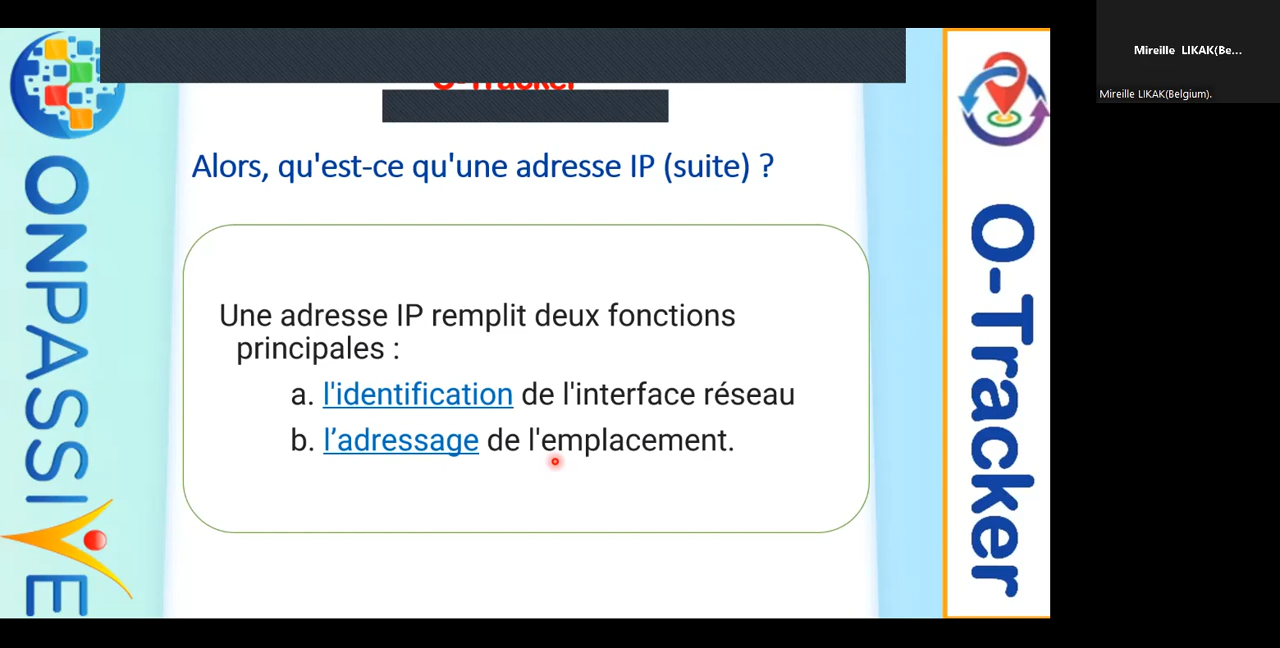 Mireille LIKAK(Be...
Mireille LIKAK(Belgium).
O-Tracker
Alors, qu'est-ce qu'une adresse IP (suite) ?
Une adresse IP remplit deux fonctions
principales :
a. l'identification de l'interface réseau
b. l’adressage de l'emplacement.
ONPASSIVE
O-Tracker